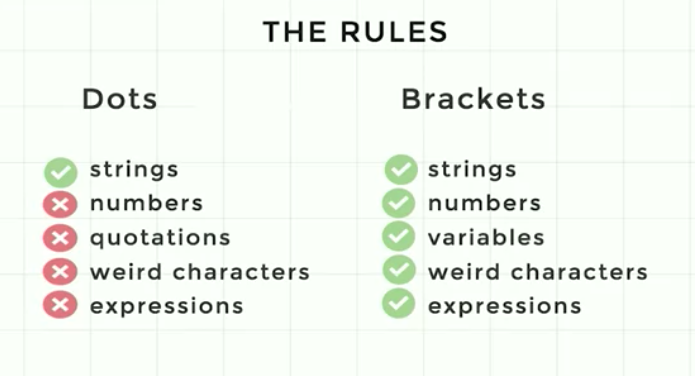 THE RULES
Dots
strings
numbers
quotations
weird characters
expressions
Brackets
strings
numbers
variables
weird characters
expressions